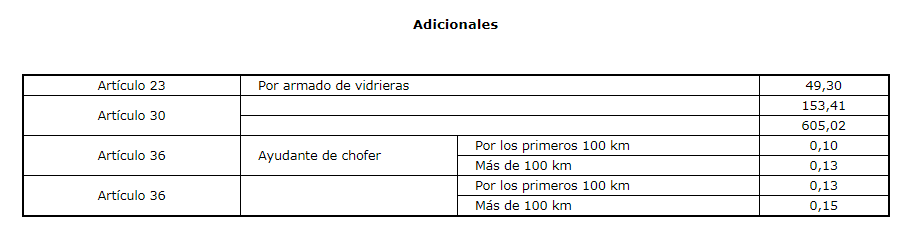 Adicionales
Artículo 23 Por armado de vidrieras 49,30
Artículo 30 153,41
605,02
Artículo 36 Ayudante de chofer Por los primeros 100 km 0,10
Más de 100 km 0,13
Artículo 36 Por los primeros 100 km 0,13
Más de 100 km 0,15